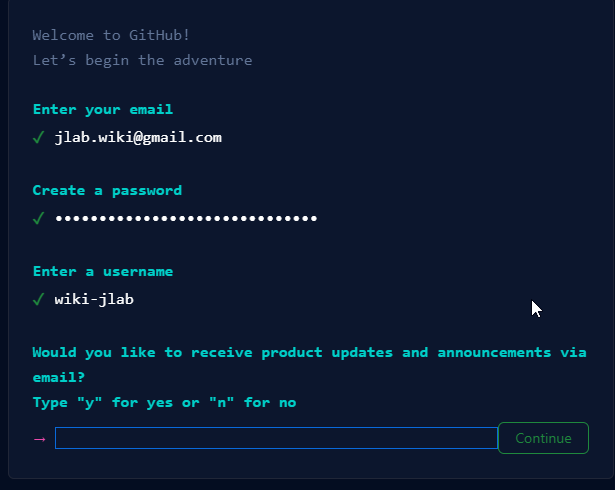 Welcome to GitHub!
Let’s begin the adventure
Enter your email
✓ jlab.wiki@gmail.com
Create a password
✓ ••••••••••••••••••••••••••••••
Enter a username
✓ wiki-jlab
Would you like to receive product updates and announcements via
email?
Type "y" for yes or "n" for no
→ Continue